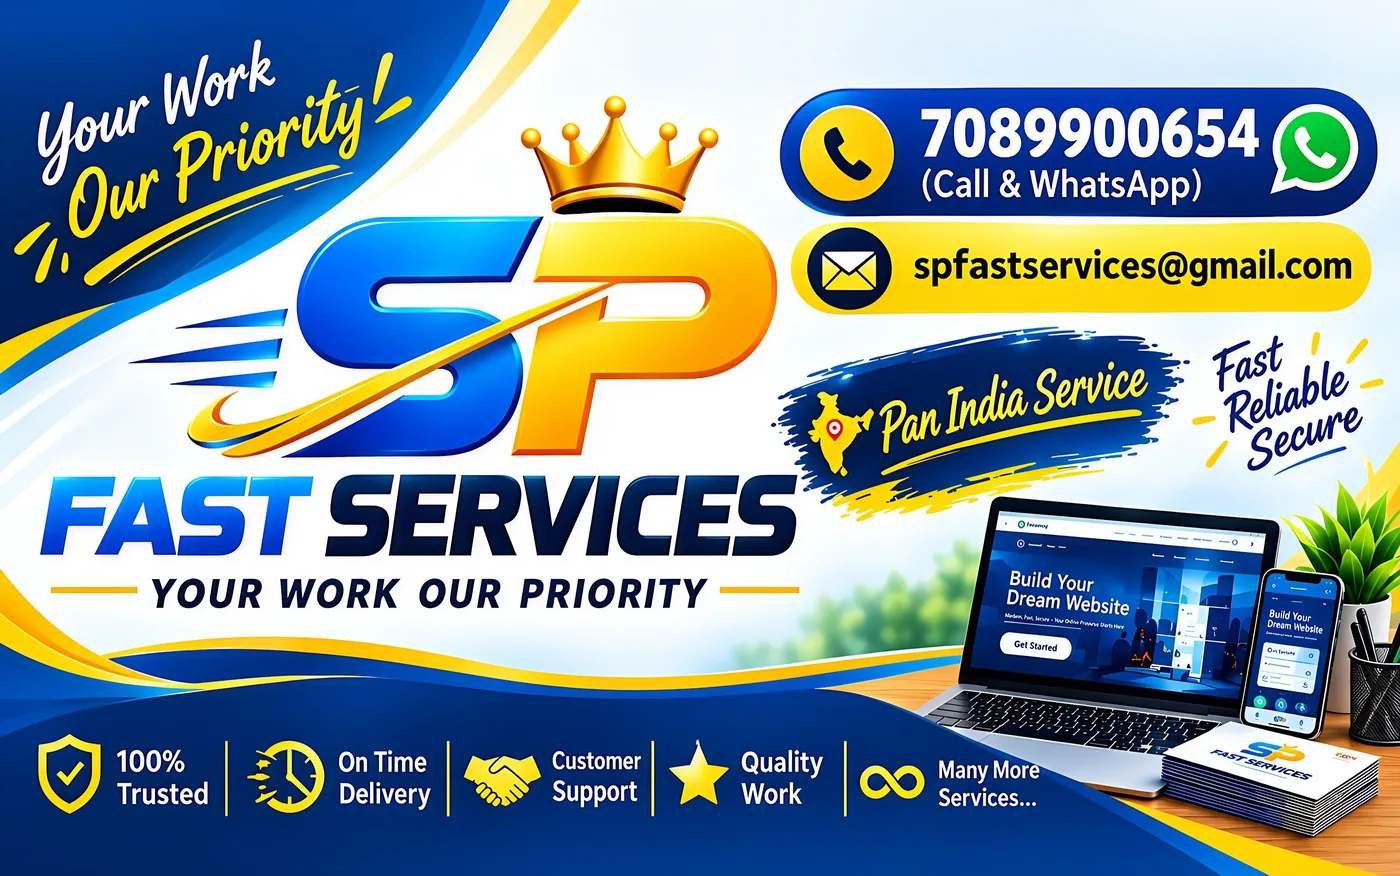 Your Work
Our Priority!
SP
FAST SERVICES
YOUR WORK OUR PRIORITY
7089900654
(Call & WhatsApp)
spfastservices@gmail.com
Pan India Service
Fast
Reliable
Secure
Build Your
Dream Website
Get Started
Build Your
Dream Website
SP
FAST SERVICES
100%
Trusted
On Time
Delivery
Customer
Support
Quality
Work
Many More
Services...